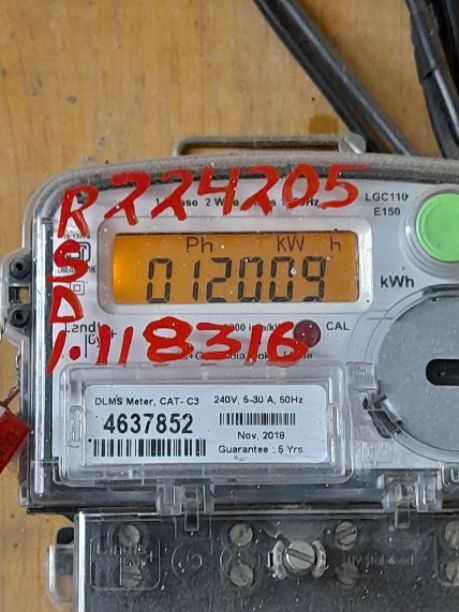 R224205
LGC110
E150
S
Ph KW h
012009
kWh
D
Landis
CAL
1.118316
DLMS Meter, CAT- C3 240V, 5-30 A, 50Hz
4637852
Nov, 2018
Guarantee : 5 Yrs.